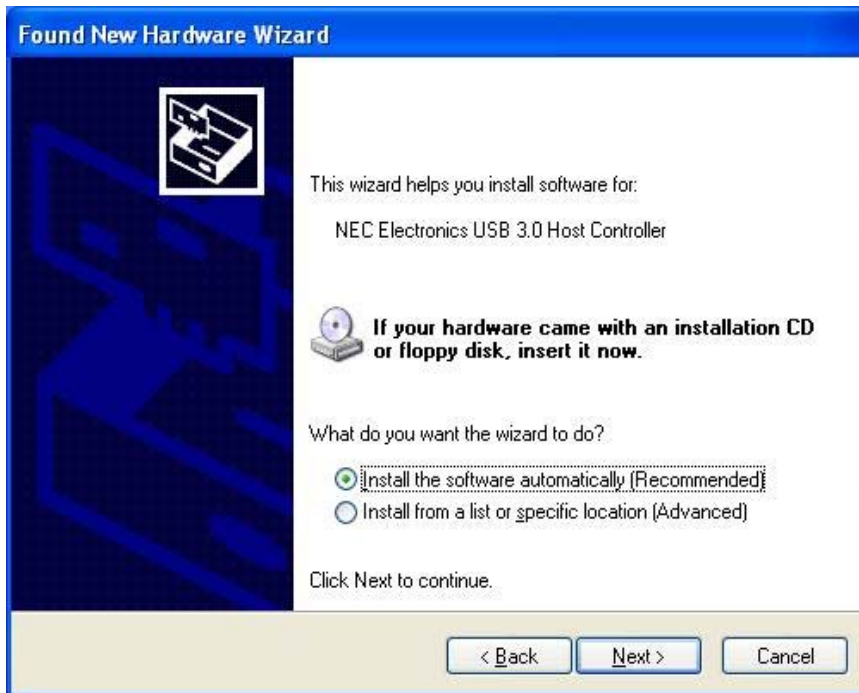 Found New Hardware Wizard
This wizard helps you install software for:
NEC Electronics USB 3.0 Host Controller
If your hardware came with an installation CD
or floppy disk, insert it now.
What do you want the wizard to do?
Install the software automatically (Recommended)
Install from a list or specific location (Advanced)
Click Next to continue.
< Back
Next >
Cancel